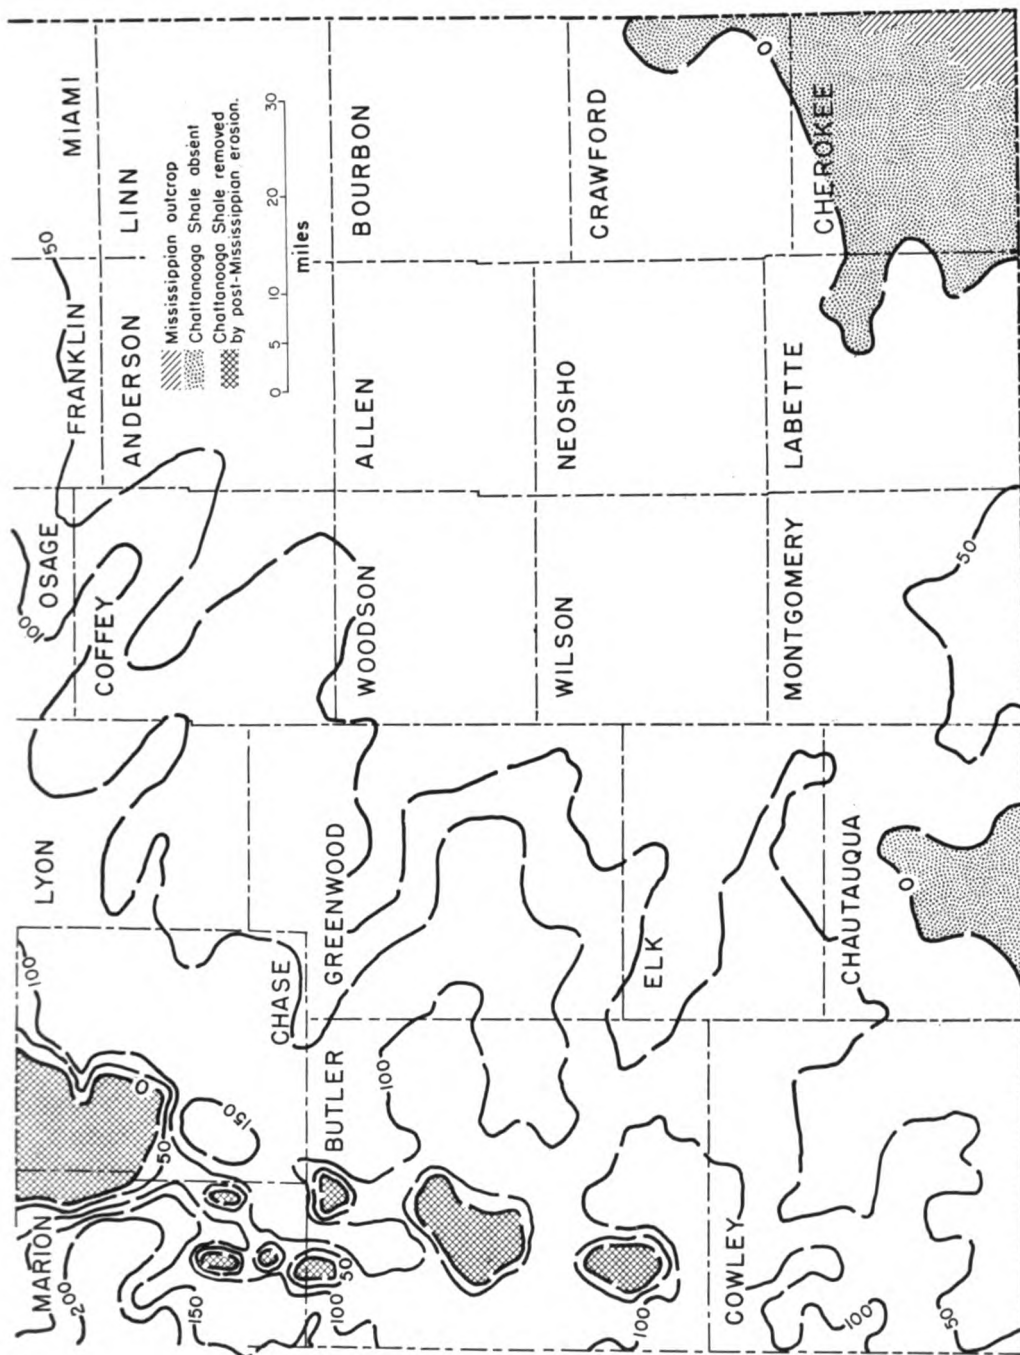 MIAMI
FRANKLIN
50
OSAGE
100
LINN
ANDERSON
COFFEY
LYON
100
MARION
200
Mississippian outcrop
Chattanooga Shale absent
Chattanooga Shale removed
by post-Mississippian erosion.
0 5 10 20 30
miles
0
50
150
150
CHASE
BOURBON
ALLEN
WOODSON
GREENWOOD
BUTLER
100
50
100
CRAWFORD
NEOSHO
WILSON
ELK
100
0
CHEROKEE
LABETTE
MONTGOMERY
CHAUTAUQUA
COWLEY
0
50
100
50